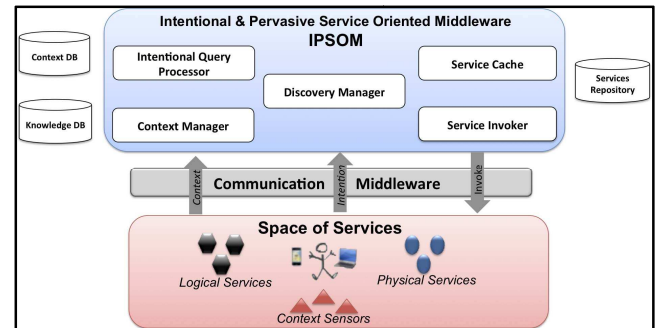 Intentional & Pervasive Service Oriented Middleware
IPSOM
Context DB
Knowledge DB
Intentional Query
Processor
Context Manager
Discovery Manager
Service Cache
Service Invoker
Services
Repository
Context
Intention
Invoke
Communication Middleware
Space of Services
Logical Services
Physical Services
Context Sensors